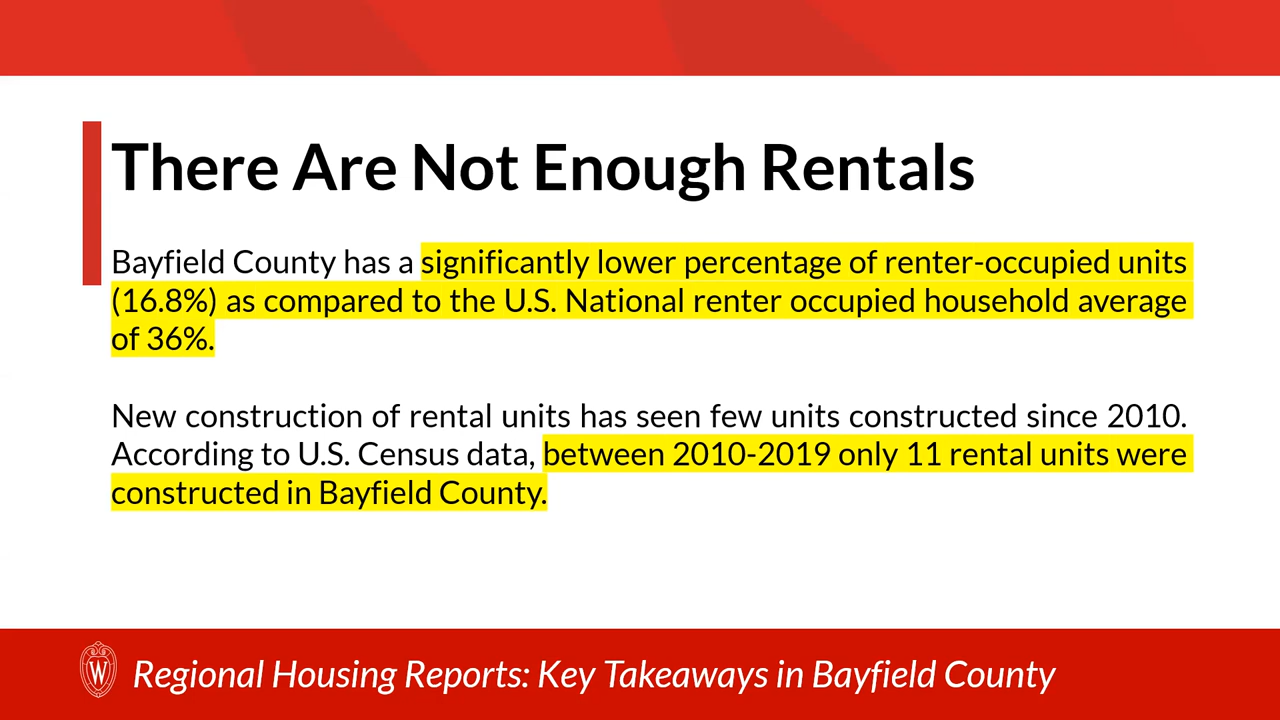 There Are Not Enough Rentals
Bayfield County has a significantly lower percentage of renter-occupied units
(16.8%) as compared to the U.S. National renter occupied household average
of 36%.
New construction of rental units has seen few units constructed since 2010.
According to U.S. Census data, between 2010-2019 only 11 rental units were
constructed in Bayfield County.
W
Regional Housing Reports: Key Takeaways in Bayfield County